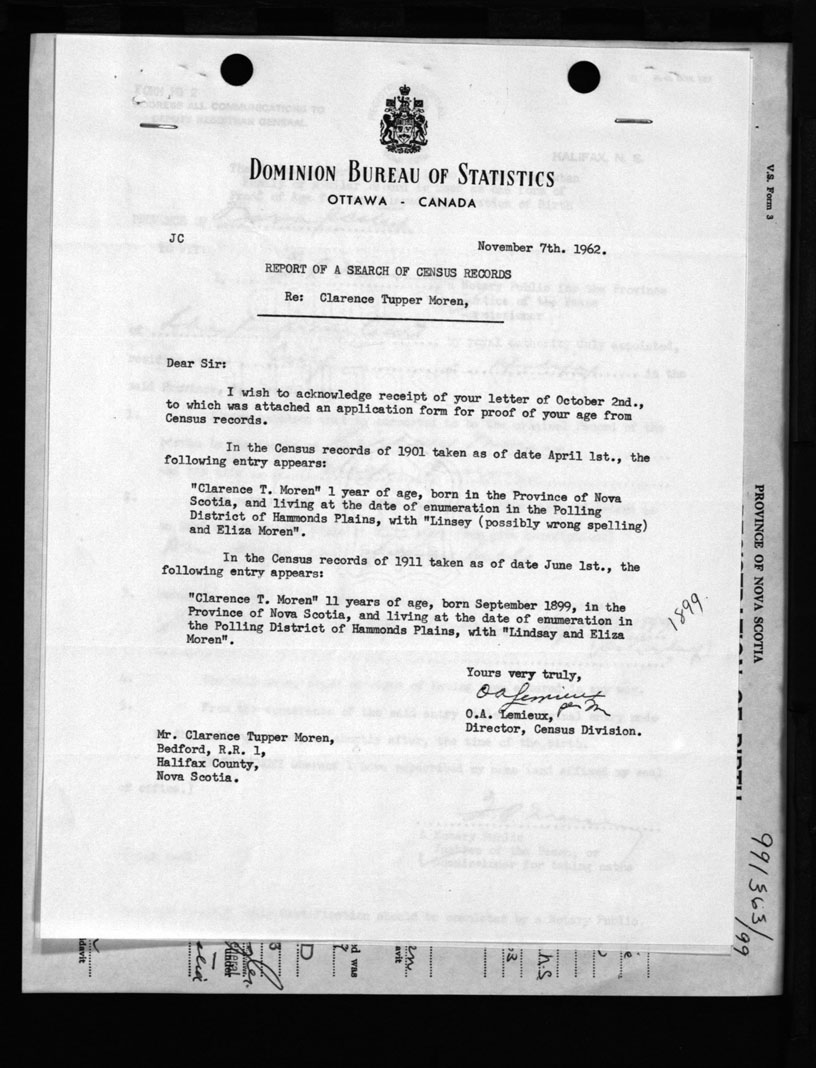 DOMINION BUREAU OF STATISTICS
OTTAWA - CANADA
JC
November 7th. 1962.
REPORT OF A SEARCH OF CENSUS RECORDS
Re: Clarence Tupper Moren,
Dear Sir:
I wish to acknowledge receipt of your letter of October 2nd.,
to which was attached an application form for proof of your age from
Census records.
In the Census records of 1901 taken as of date April 1st., the
following entry appears:
"Clarence T. Moren" 1 year of age, born in the Province of Nova
Scotia, and living at the date of enumeration in the Polling
District of Hammonds Plains, with "Linsey (possibly wrong spelling)
and Eliza Moren".
In the Census records of 1911 taken as of date June 1st., the
following entry appears:
"Clarence T. Moren" 11 years of age, born September 1899, in the
Province of Nova Scotia, and living at the date of enumeration in
the Polling District of Hammonds Plains, with "Lindsay and Eliza
Moren".
1899.
Yours very truly,
O A Lemieux
per M
O.A. Lemieux,
Director, Census Division.
Mr. Clarence Tupper Moren,
Bedford, R.R. 1,
Halifax County,
Nova Scotia.
V.S. Form 3
PROVINCE OF NOVA SCOTIA
OF BIRTH
991363/99
N.S